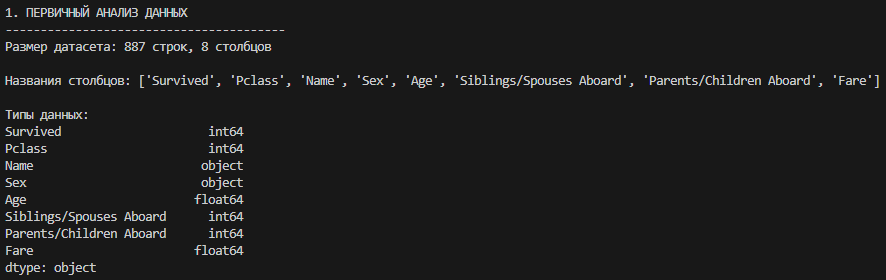 1. ПЕРВИЧНЫЙ АНАЛИЗ ДАННЫХ
----------------------------------------
Размер датасета: 887 строк, 8 столбцов
Названия столбцов: ['Survived', 'Pclass', 'Name', 'Sex', 'Age', 'Siblings/Spouses Aboard', 'Parents/Children Aboard', 'Fare']
Типы данных:
Survived                     int64
Pclass                       int64
Name                        object
Sex                         object
Age                        float64
Siblings/Spouses Aboard      int64
Parents/Children Aboard      int64
Fare                       float64
dtype: object